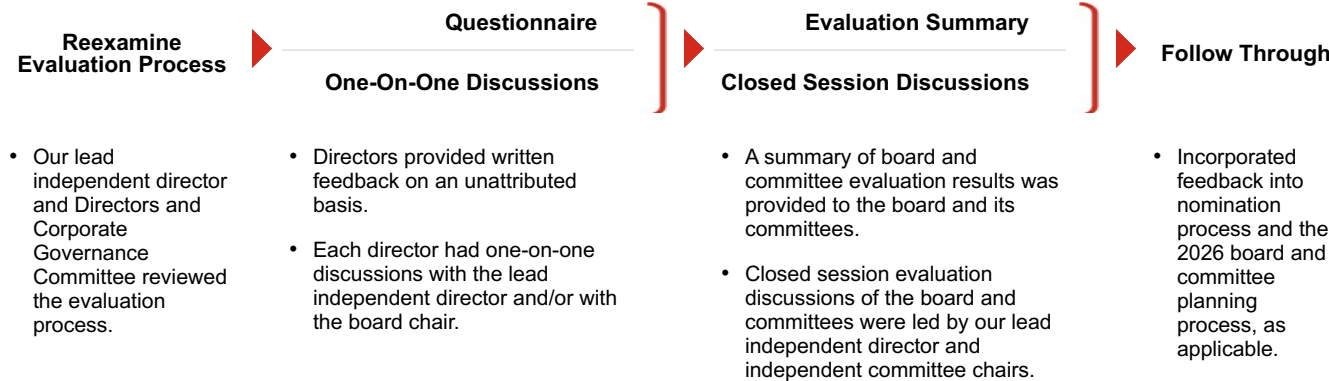 Reexamine
Evaluation Process
Questionnaire
One-On-One Discussions
Evaluation Summary
Closed Session Discussions
Follow Through
• Our lead
independent director
and Directors and
Corporate
Governance
Committee reviewed
the evaluation
process.
• Directors provided written
feedback on an unattributed
basis.
• Each director had one-on-one
discussions with the lead
independent director and/or with
the board chair.
• A summary of board and
committee evaluation results was
provided to the board and its
committees.
• Closed session evaluation
discussions of the board and
committees were led by our lead
independent director and
independent committee chairs.
• Incorporated
feedback into
nomination
process and the
2026 board and
committee
planning
process, as
applicable.